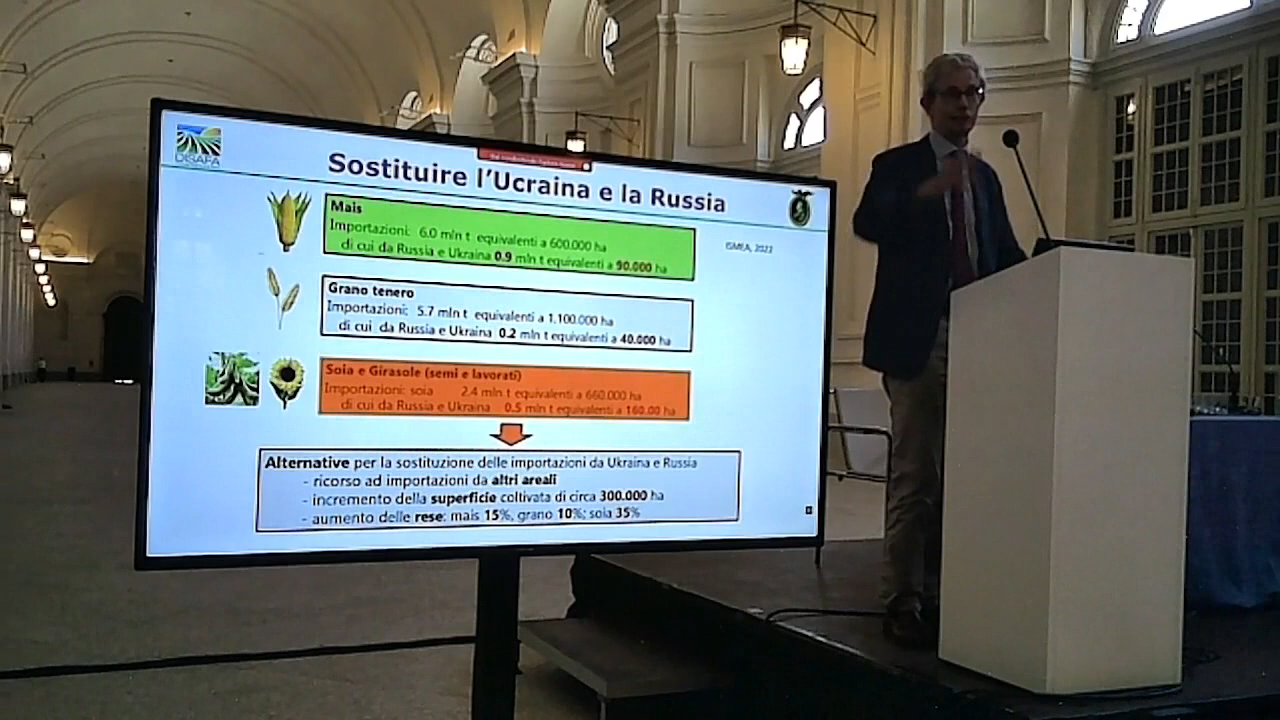 DISAFA
Sostituire l'Ucraina e la Russia
Mais
Importazioni: 6.0 mln t equivalenti a 600.000 ha
di cui da Russia e Ukraina 0.9 mln t equivalenti a 90.000 ha
ISMEA, 2022
Grano tenero
Importazioni: 5.7 mln t equivalenti a 1.100.000 ha
di cui da Russia e Ukraina 0.2 mln t equivalenti a 40.000 ha
Soia e Girasole (semi e lavorati)
Importazioni: soia 2.4 mln t equivalenti a 660.000 ha
di cui da Russia e Ukraina 0.5 mln t equivalenti a 160.00 ha
Alternative per la sostituzione delle importazioni da Ukraina e Russia
- ricorso ad importazioni da altri areali
- incremento della superficie coltivata di circa 300.000 ha
- aumento delle rese: mais 15%, grano 10%; soia 35%